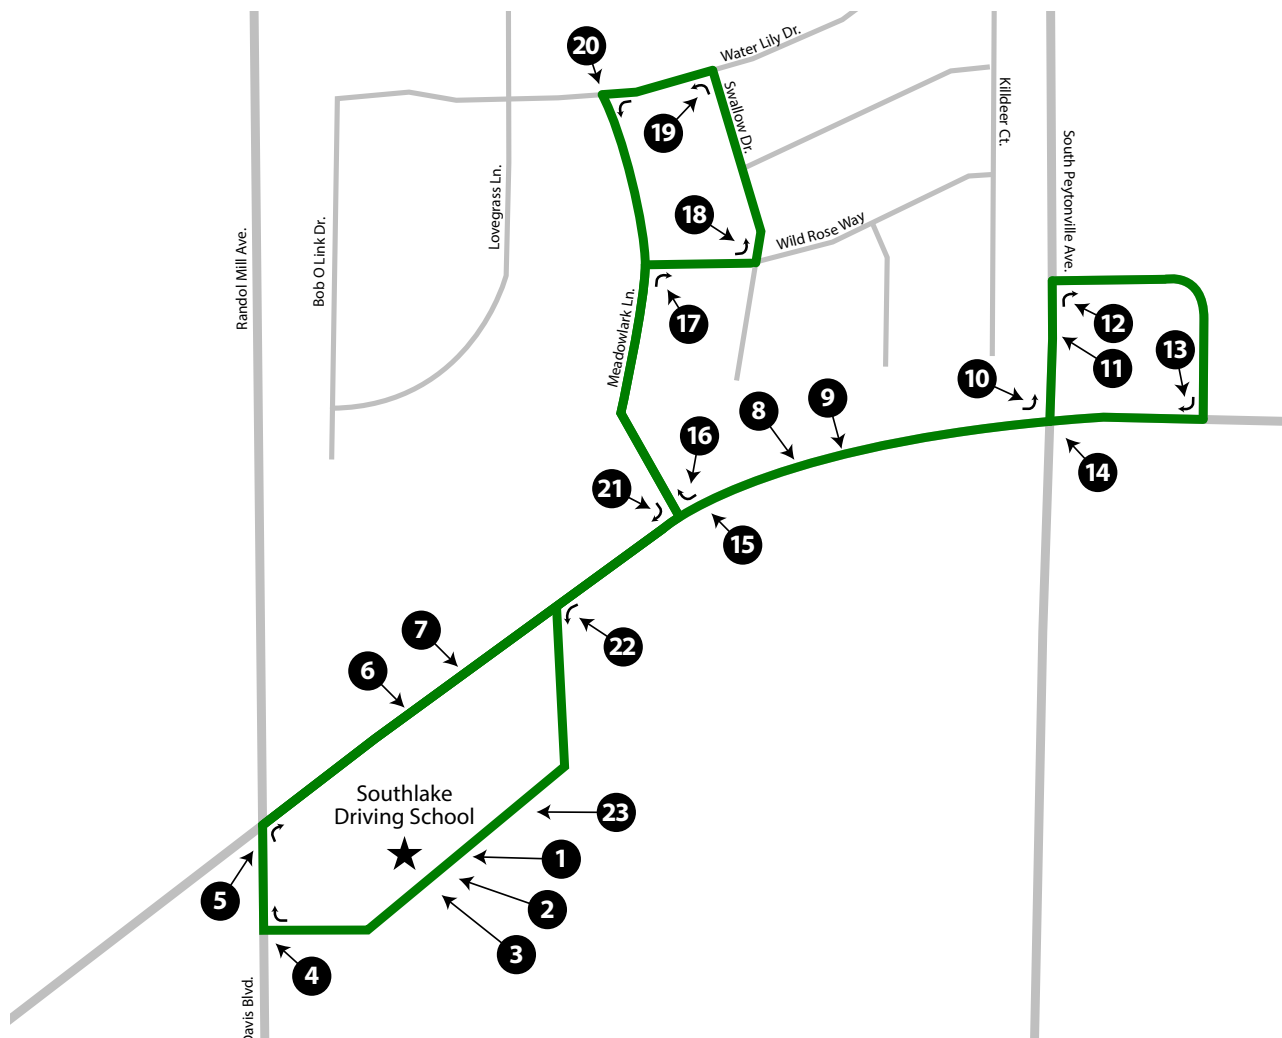 20
Water Lily Dr.
Swallow Dr.
19
Killdeer Ct.
South Peytonville Ave.
Lovegrass Ln.
18
Wild Rose Way
Bob O Link Dr.
Randol Mill Ave.
17
Meadowlark Ln.
12
13
11
10
9
8
16
14
21
15
7
22
6
Southlake
Driving School
23
1
5
2
3
4
Davis Blvd.